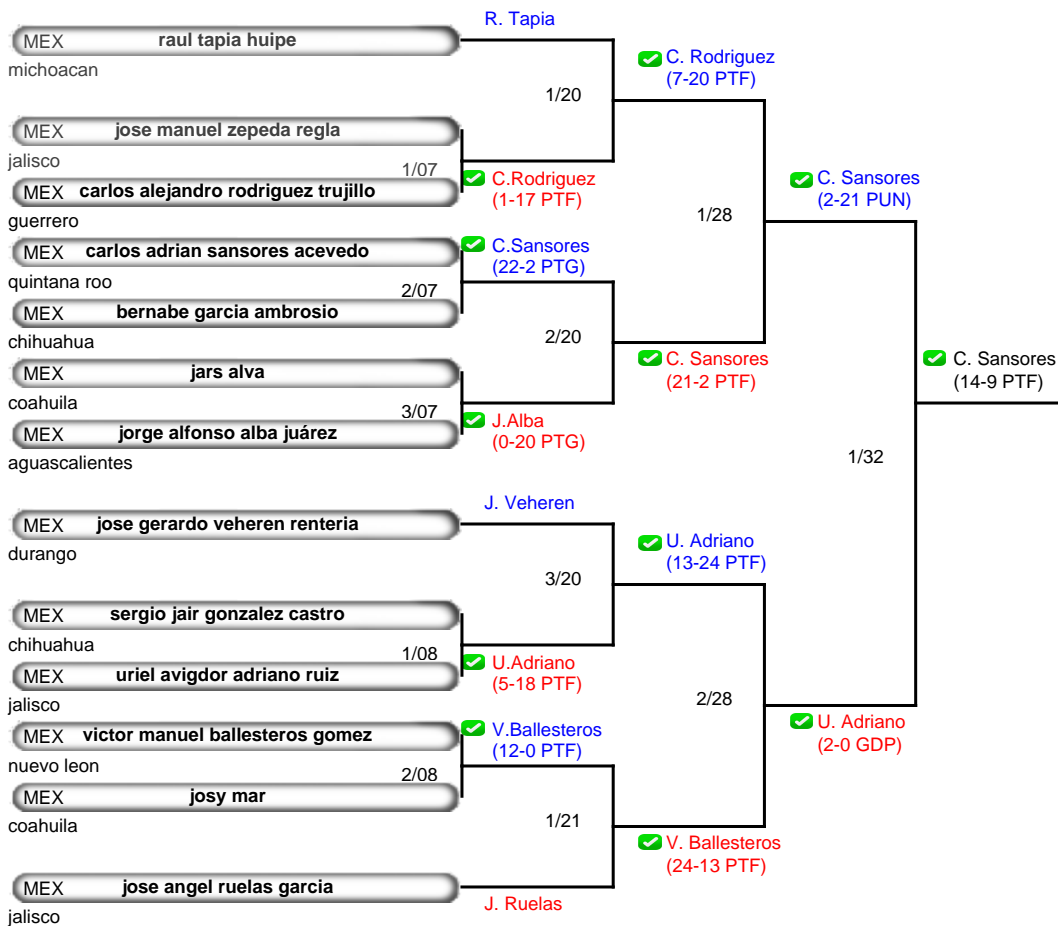 R. Tapia
MEX raul tapia huipe
michoacan
C. Rodriguez
(7-20 PTF)
1/20
MEX jose manuel zepeda regla
jalisco
1/07
C.Rodriguez
(1-17 PTF)
MEX carlos alejandro rodriguez trujillo
guerrero
C. Sansores
(2-21 PUN)
1/28
MEX carlos adrian sansores acevedo
quintana roo
C.Sansores
(22-2 PTG)
2/07
MEX bernabe garcia ambrosio
chihuahua
2/20
C. Sansores
(21-2 PTF)
MEX jars alva
coahuila
3/07
J.Alba
(0-20 PTG)
MEX jorge alfonso alba juárez
aguascalientes
C. Sansores
(14-9 PTF)
1/32
J. Veheren
MEX jose gerardo veheren renteria
durango
U. Adriano
(13-24 PTF)
3/20
MEX sergio jair gonzalez castro
chihuahua
1/08
U.Adriano
(5-18 PTF)
MEX uriel avigdor adriano ruiz
jalisco
2/28
U. Adriano
(2-0 GDP)
MEX victor manuel ballesteros gomez
nuevo leon
V.Ballesteros
(12-0 PTF)
2/08
MEX josy mar
coahuila
1/21
V. Ballesteros
(24-13 PTF)
MEX jose angel ruelas garcia
jalisco
J. Ruelas